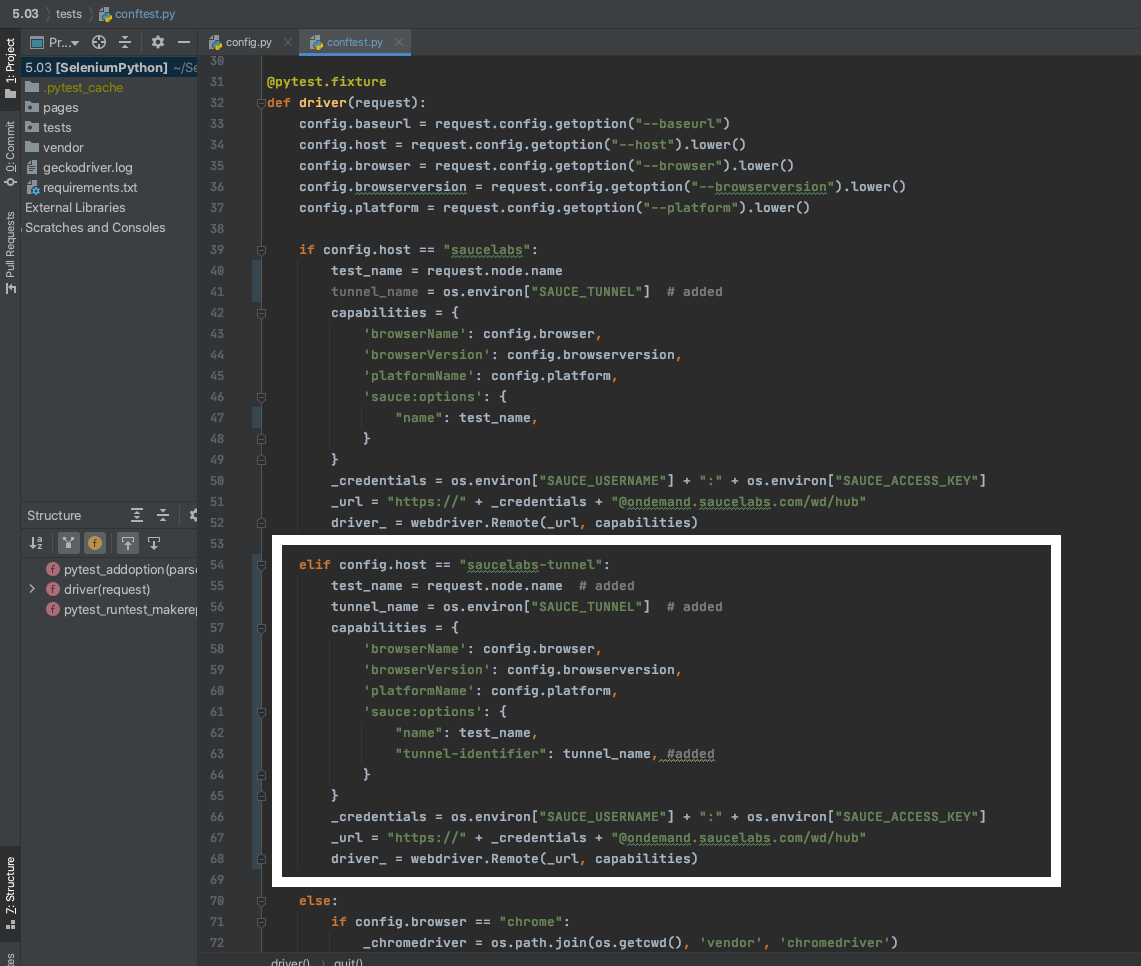 5.03 tests conftest.py
1: Project
0: Commit
Pull Requests
Z: Structure
Pr...
5.03 [SeleniumPython] ~/Se
.pytest_cache
pages
tests
vendor
geckodriver.log
requirements.txt
External Libraries
Scratches and Consoles
Structure
pytest_addoption(parse
driver(request)
pytest_runtest_makerep
config.py conftest.py
30
31 @pytest.fixture
32 def driver(request):
33 config.baseurl = request.config.getoption("--baseurl")
34 config.host = request.config.getoption("--host").lower()
35 config.browser = request.config.getoption("--browser").lower()
36 config.browserversion = request.config.getoption("--browserversion").lower()
37 config.platform = request.config.getoption("--platform").lower()
38
39 if config.host == "saucelabs":
40 test_name = request.node.name
41 tunnel_name = os.environ["SAUCE_TUNNEL"] # added
42 capabilities = {
43 'browserName': config.browser,
44 'browserVersion': config.browserversion,
45 'platformName': config.platform,
46 'sauce:options': {
47 "name": test_name,
48 }
49 }
50 _credentials = os.environ["SAUCE_USERNAME"] + ":" + os.environ["SAUCE_ACCESS_KEY"]
51 _url = "https://" + _credentials + "@ondemand.saucelabs.com/wd/hub"
52 driver_ = webdriver.Remote(_url, capabilities)
53
54 elif config.host == "saucelabs-tunnel":
55 test_name = request.node.name # added
56 tunnel_name = os.environ["SAUCE_TUNNEL"] # added
57 capabilities = {
58 'browserName': config.browser,
59 'browserVersion': config.browserversion,
60 'platformName': config.platform,
61 'sauce:options': {
62 "name": test_name,
63 "tunnel-identifier": tunnel_name, #added
64 }
65 }
66 _credentials = os.environ["SAUCE_USERNAME"] + ":" + os.environ["SAUCE_ACCESS_KEY"]
67 _url = "https://" + _credentials + "@ondemand.saucelabs.com/wd/hub"
68 driver_ = webdriver.Remote(_url, capabilities)
69
70 else:
71 if config.browser == "chrome":
72 _chromedriver = os.path.join(os.getcwd(), 'vendor', 'chromedriver')
driver() quit()